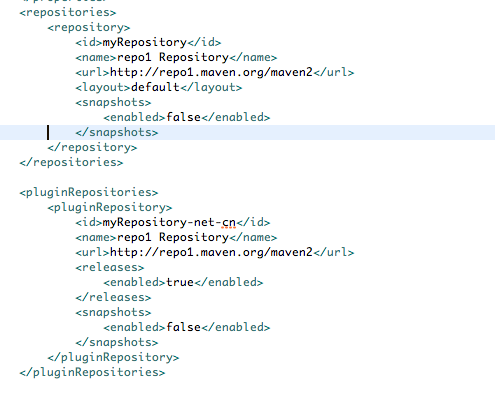 <repositories>
<repository>
<id>myRepository</id>
<name>repo1 Repository</name>
<url>http://repo1.maven.org/maven2</url>
<layout>default</layout>
<snapshots>
<enabled>false</enabled>
</snapshots>
</repository>
</repositories>
<pluginRepositories>
<pluginRepository>
<id>myRepository-net-cn</id>
<name>repo1 Repository</name>
<url>http://repo1.maven.org/maven2</url>
<releases>
<enabled>true</enabled>
</releases>
<snapshots>
<enabled>false</enabled>
</snapshots>
</pluginRepository>
</pluginRepositories>